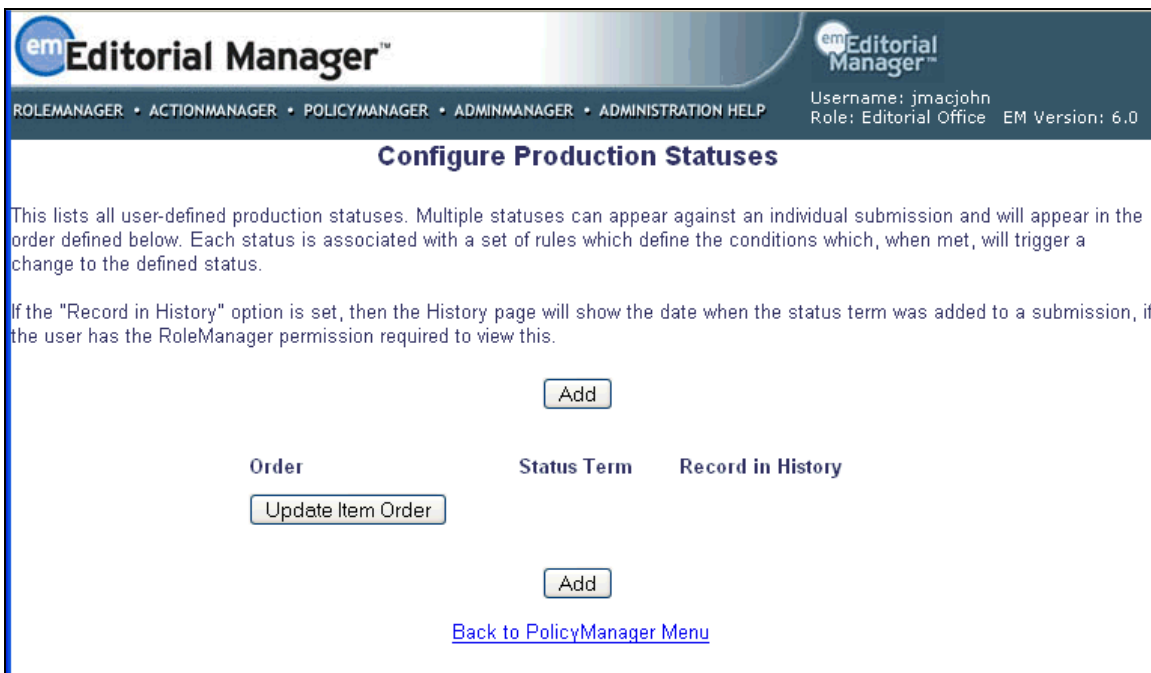 em Editorial Manager™
em Editorial
Manager™
ROLEMANAGER • ACTIONMANAGER • POLICYMANAGER • ADMINMANAGER • ADMINISTRATION HELP
Username: jmacjohn
Role: Editorial Office EM Version: 6.0
Configure Production Statuses
This lists all user-defined production statuses. Multiple statuses can appear against an individual submission and will appear in the
order defined below. Each status is associated with a set of rules which define the conditions which, when met, will trigger a
change to the defined status.
If the "Record in History" option is set, then the History page will show the date when the status term was added to a submission, if
the user has the RoleManager permission required to view this.
Add
Order Status Term Record in History
Update Item Order
Add
Back to PolicyManager Menu